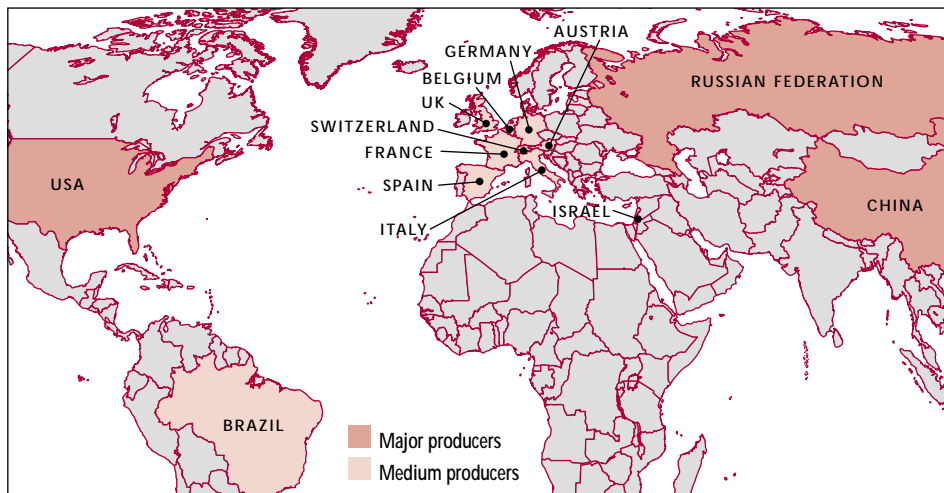 AUSTRIA
GERMANY
RUSSIAN FEDERATION
BELGIUM
UK
SWITZERLAND
FRANCE
USA
SPAIN
CHINA
ISRAEL
ITALY
BRAZIL
Major producers
Medium producers